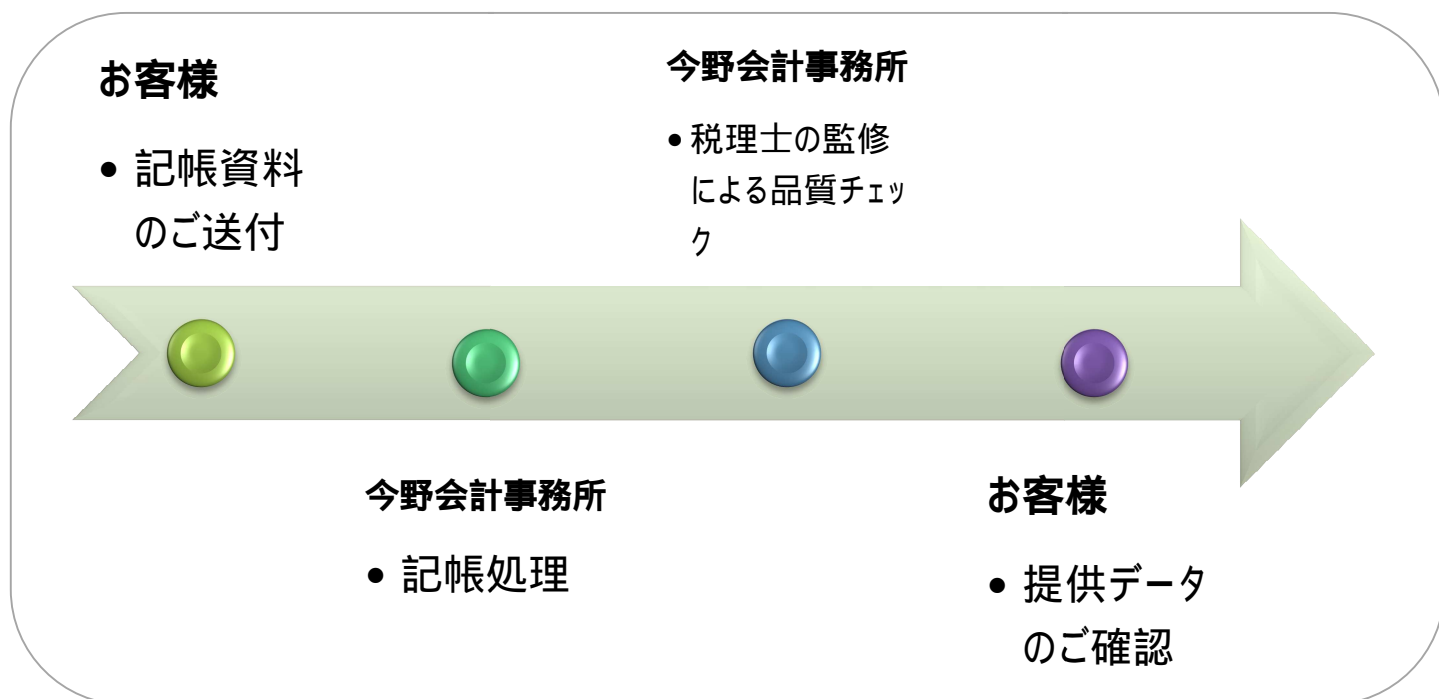 お客様
• 記帳資料
のご送付
今野会計事務所
• 記帳処理
今野会計事務所
• 税理士の監修
による品質チェッ
ク
お客様
• 提供データ
のご確認